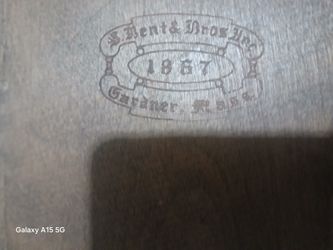 S. Bent & Bros. Inc.
1867
Gardner, Mass.
Galaxy A15 5G